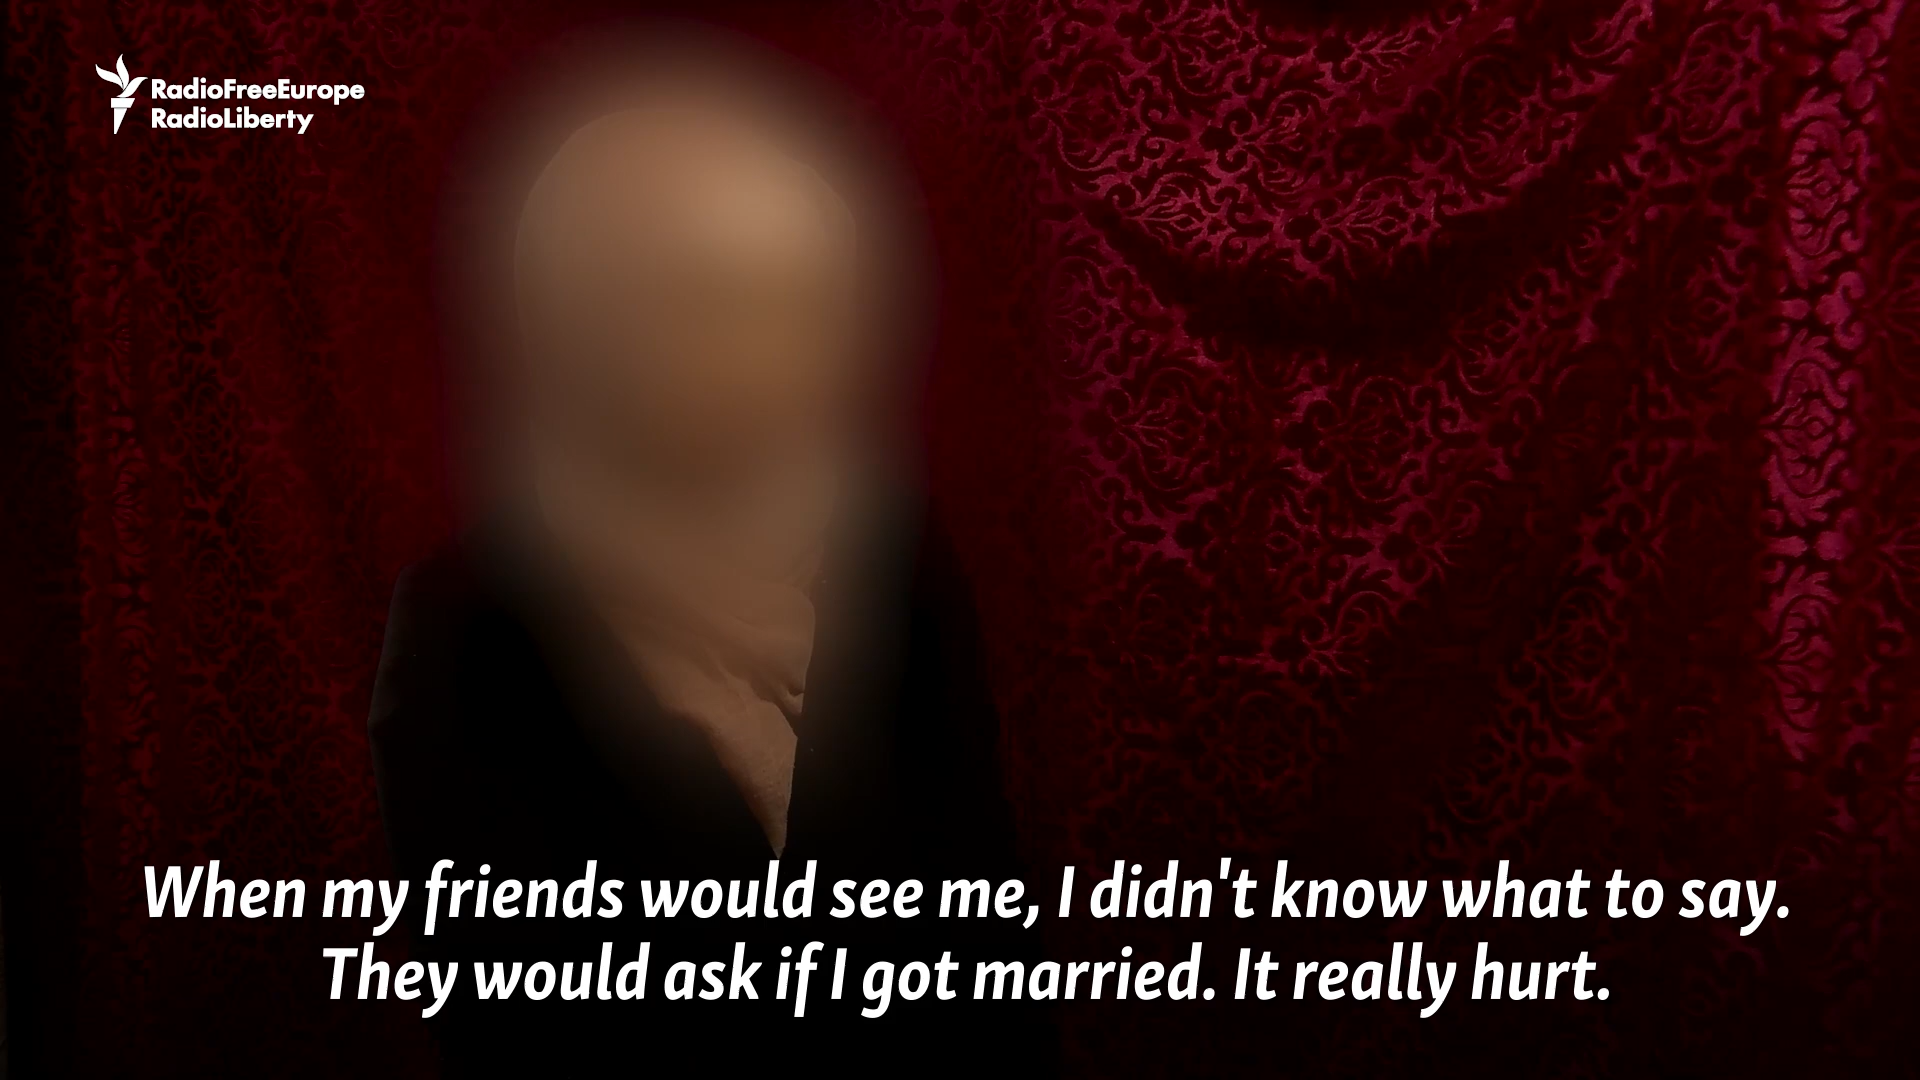 RadioFreeEurope
RadioLiberty
When my friends would see me, I didn't know what to say.
They would ask if I got married. It really hurt.